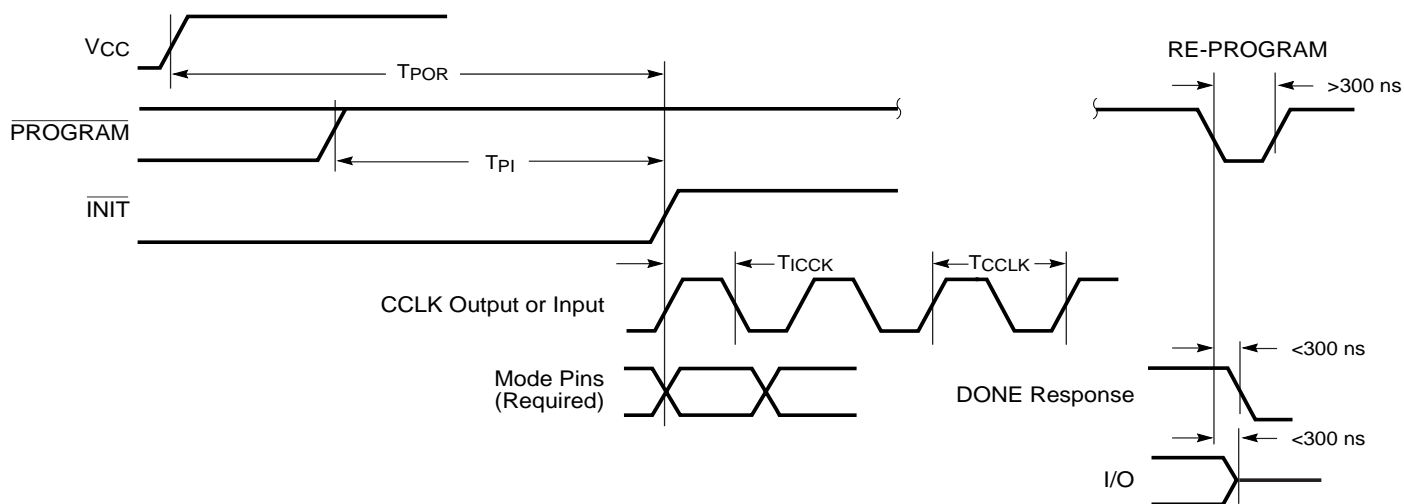 VCC
RE-PROGRAM
TPOR
>300 ns
PROGRAM
TPI
INIT
TICCK
TCCLK
CCLK Output or Input
<300 ns
Mode Pins
(Required)
DONE Response
<300 ns
I/O